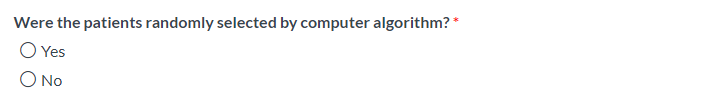 Were the patients randomly selected by computer algorithm? *
Yes
No